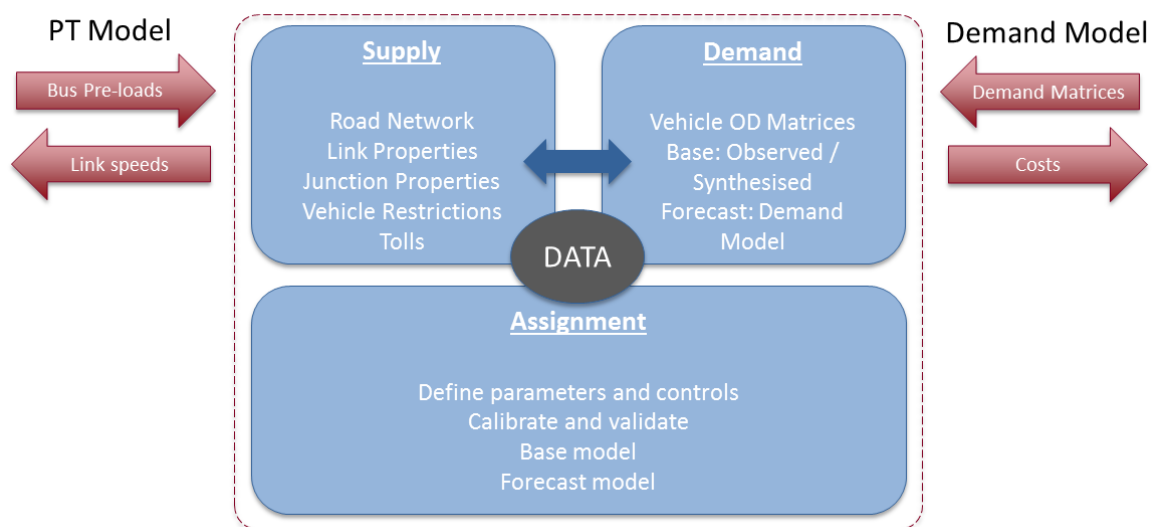 PT Model
Bus Pre-loads
Link speeds
Supply
Road Network
Link Properties
Junction Properties
Vehicle Restrictions
Tolls
Demand
Vehicle OD Matrices
Base: Observed /
Synthesised
Forecast: Demand
Model
DATA
Demand Model
Demand Matrices
Costs
Assignment
Define parameters and controls
Calibrate and validate
Base model
Forecast model